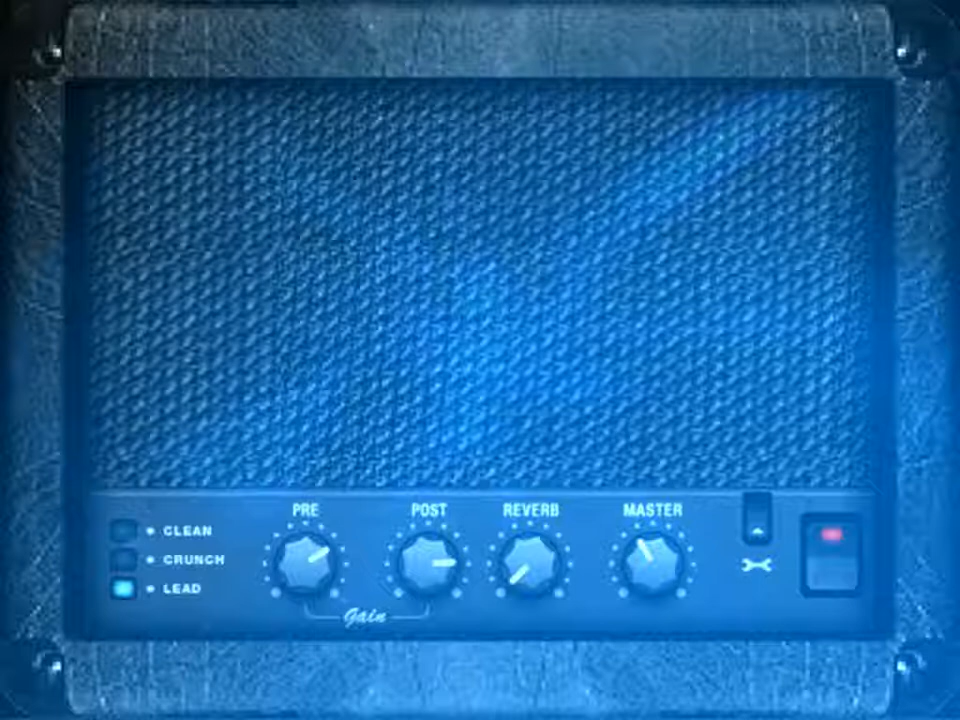 PRE POST REVERB MASTER
CLEAN
CRUNCH
LEAD
Gain